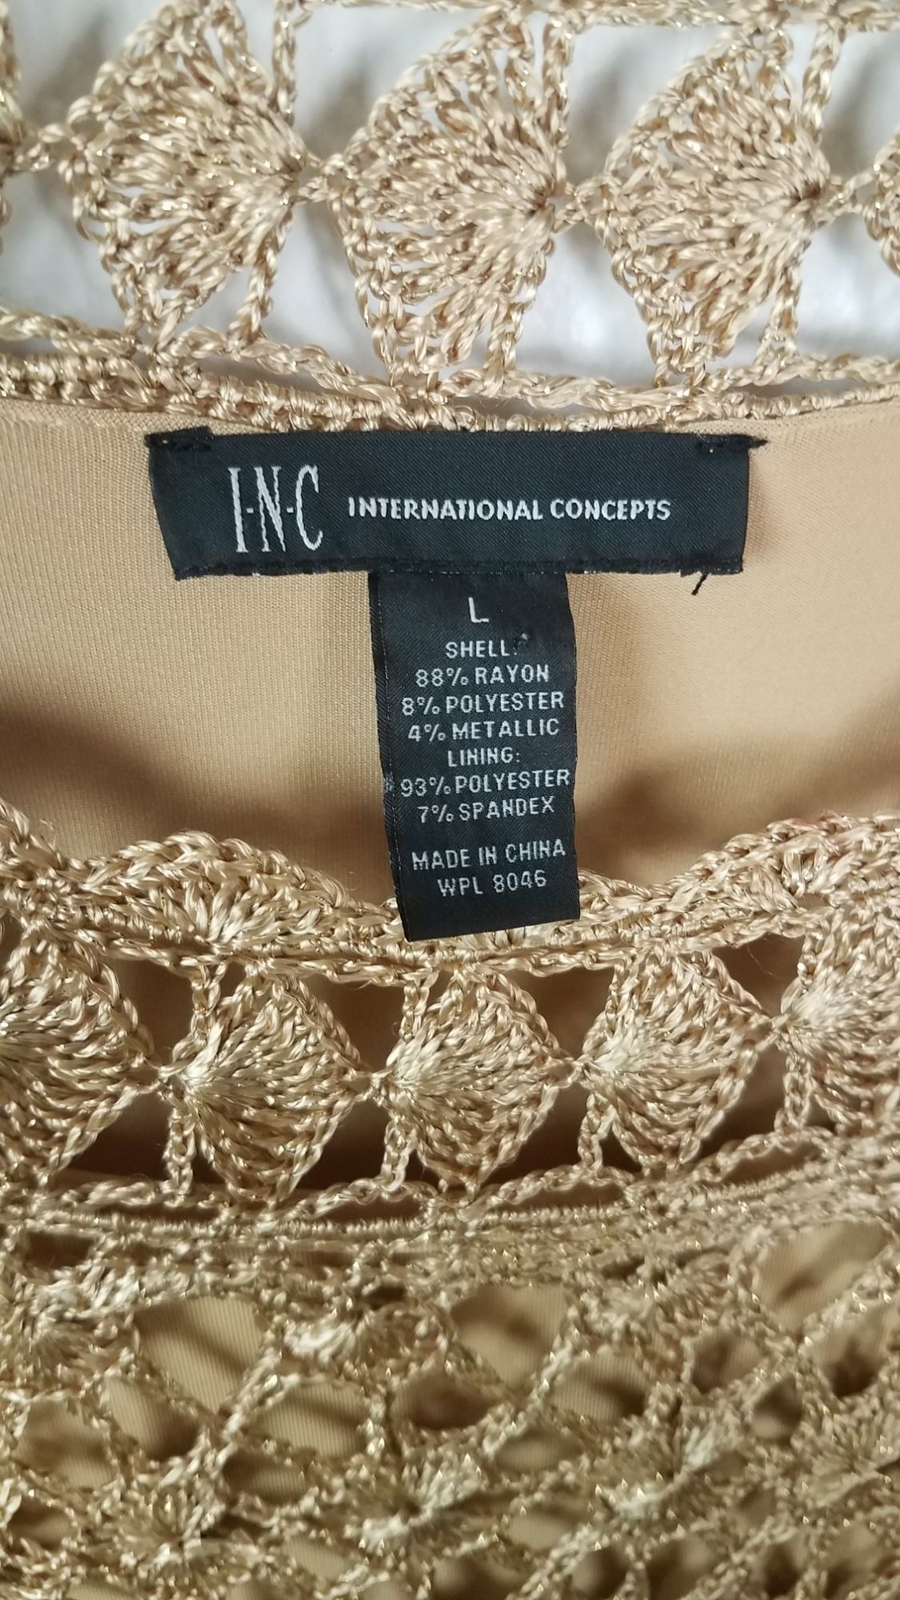 I·N·C INTERNATIONAL CONCEPTS
L
SHELL:
88% RAYON
8% POLYESTER
4% METALLIC
LINING:
93% POLYESTER
7% SPANDEX
MADE IN CHINA
WPL 8046